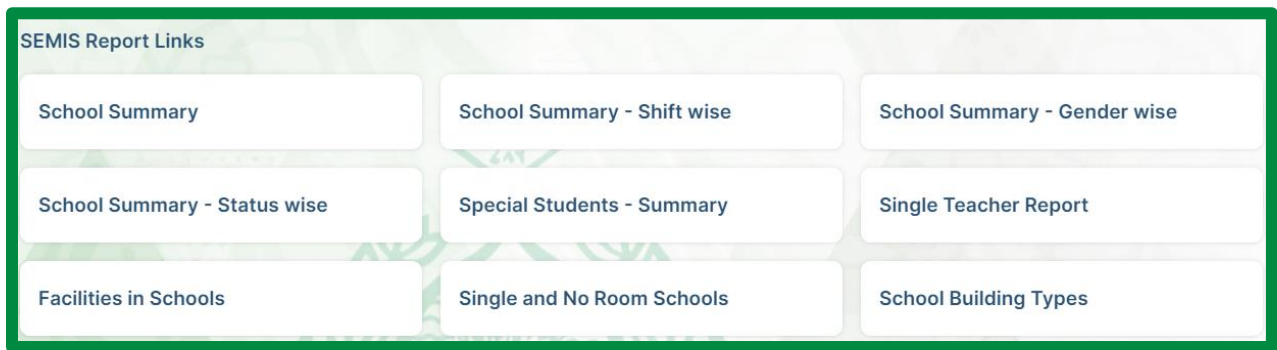 SEMIS Report Links
School Summary
School Summary - Shift wise
School Summary - Gender wise
School Summary - Status wise
Special Students - Summary
Single Teacher Report
Facilities in Schools
Single and No Room Schools
School Building Types